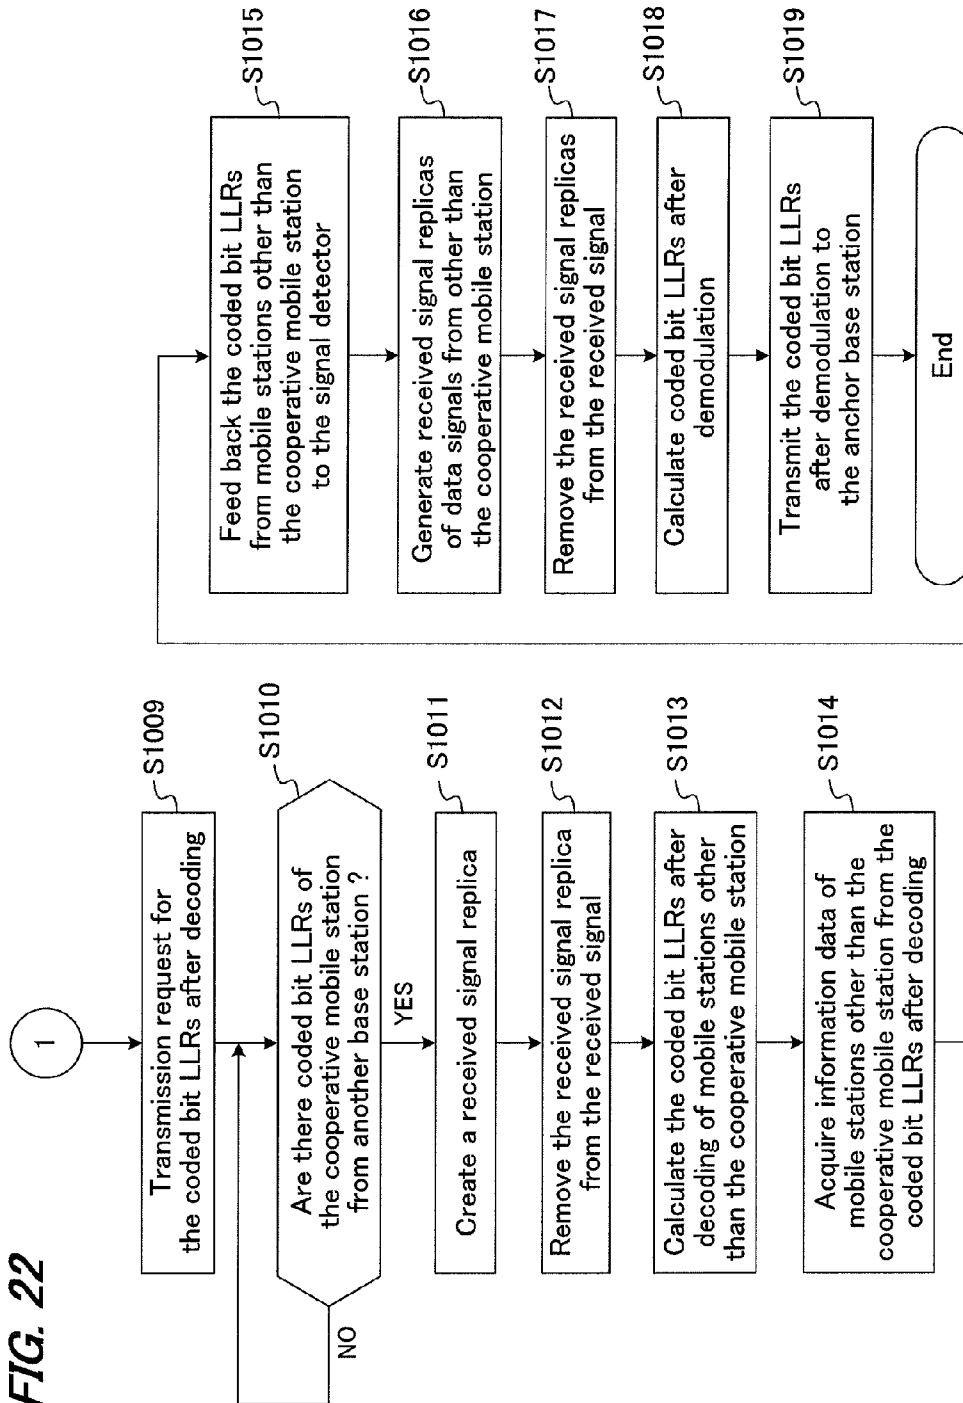 FIG. 22
1
Transmission request for
the coded bit LLRs after decoding
S1009
Are there coded bit LLRs of
the cooperative mobile station
from another base station ?
S1010
NO
YES
Create a received signal replica
S1011
Remove the received signal replica
from the received signal
S1012
Calculate the coded bit LLRs after
decoding of mobile stations other
than the cooperative mobile station
S1013
Acquire information data of
mobile stations other than the
cooperative mobile station from the
coded bit LLRs after decoding
S1014
Feed back the coded bit LLRs
from mobile stations other than
the cooperative mobile station
to the signal detector
S1015
Generate received signal replicas
of data signals from other than
the cooperative mobile station
S1016
Remove the received signal replicas
from the received signal
S1017
Calculate coded bit LLRs after
demodulation
S1018
Transmit the coded bit LLRs
after demodulation to
the anchor base station
S1019
End